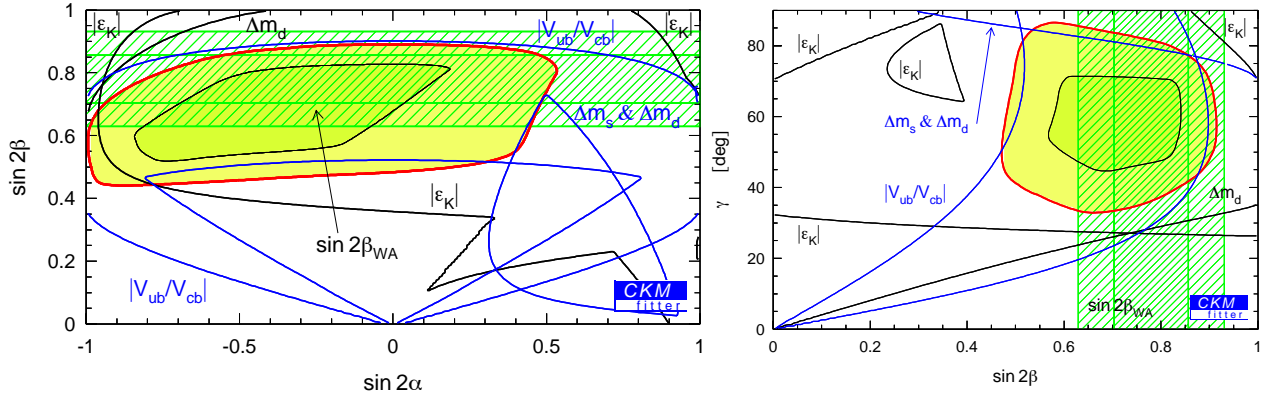 |ε_K|
Δm_d
|V_ub/V_cb|
|ε_K|
Δm_s & Δm_d
|ε_K|
sin 2β_WA
|V_ub/V_cb|
CKM
fitter
sin 2β
1
0.8
0.6
0.4
0.2
0
-1
-0.5
0
0.5
1
sin 2α
|ε_K|
|ε_K|
|ε_K|
Δm_s & Δm_d
|V_ub/V_cb|
Δm_d
|ε_K|
sin 2β_WA
CKM
fitter
γ [deg]
80
60
40
20
0
0
0.2
0.4
0.6
0.8
1
sin 2β